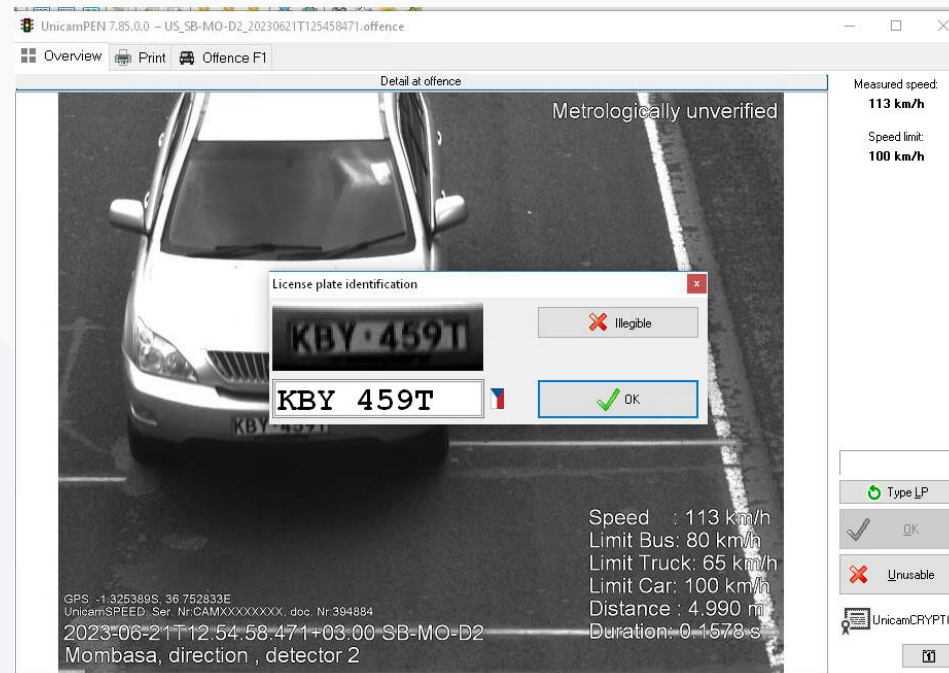 UnicamPEN 7.85.0.0 – US_SB-MO-D2_20230621T125458471.offence
Overview
Print
Offence F1
Detail at offence
Metrologically unverified
Measured speed:
113 km/h
Speed limit:
100 km/h
License plate identification
KBY 459T
Illegible
KBY 459T
OK
KBY 459T
Speed : 113 km/h
Limit Bus: 80 km/h
Limit Truck: 65 km/h
Limit Car: 100 km/h
Distance : 4.990 m
Duration: 0.1578 s
GPS: -1.325389S, 36.752833E
UnicamSPEED, Ser. Nr:CAMXXXXXXX, doc. Nr:394884
2023-06-21T12:54:58.471+03:00 SB-MO-D2
Mombasa, direction , detector 2
Type LP
OK
Unusable